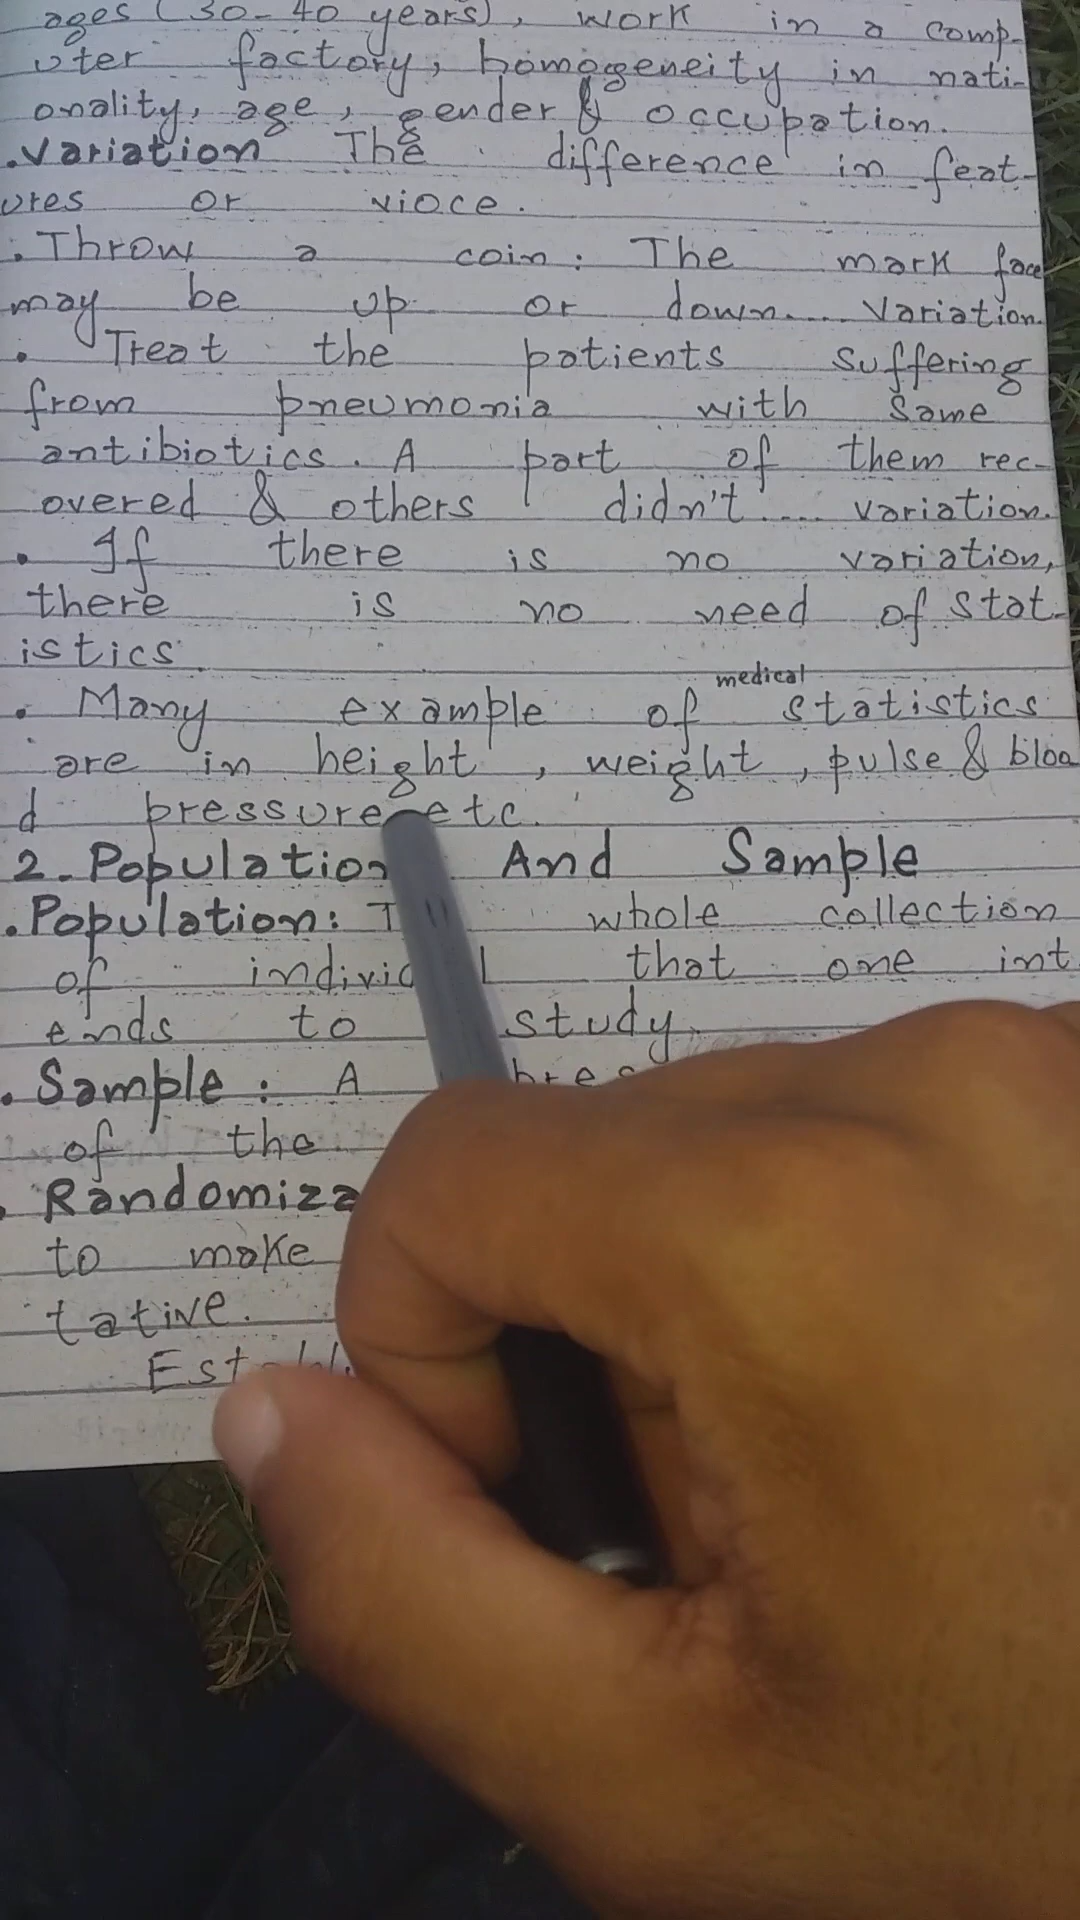 ages (30-40 years), work in a comp-
uter factory, homogeneity in nati-
onality, age, gender & occupation.
.Variation The difference in feat-
ures or vioce.
. Throw a coin: The mark face
may be up or down.... Variation.
. Treat the patients suffering
from pneumonia with same
antibiotics. A part of them rec-
overed & others didn't.... variation.
. If there is no variation,
there is no need of stat-
istics.
medical
. Many example of statistics
are in height, weight, pulse & bloo
d pressure etc.
2. Population And Sample
.Population: whole collection
of that one int
ends to study.
. Sample: A
of the
. 
to make
tative.